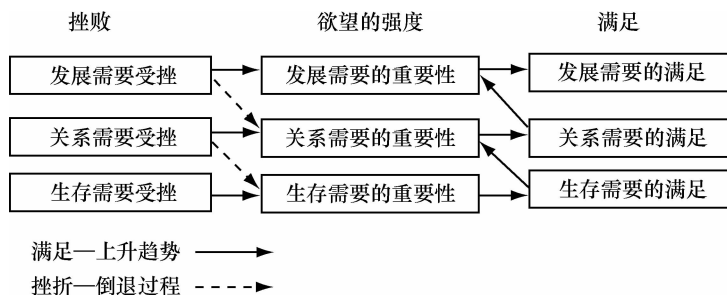 挫败 欲望的强度 满足
发展需要受挫 发展需要的重要性 发展需要的满足
关系需要受挫 关系需要的重要性 关系需要的满足
生存需要受挫 生存需要的重要性 生存需要的满足
满足—上升趋势
挫折—倒退过程